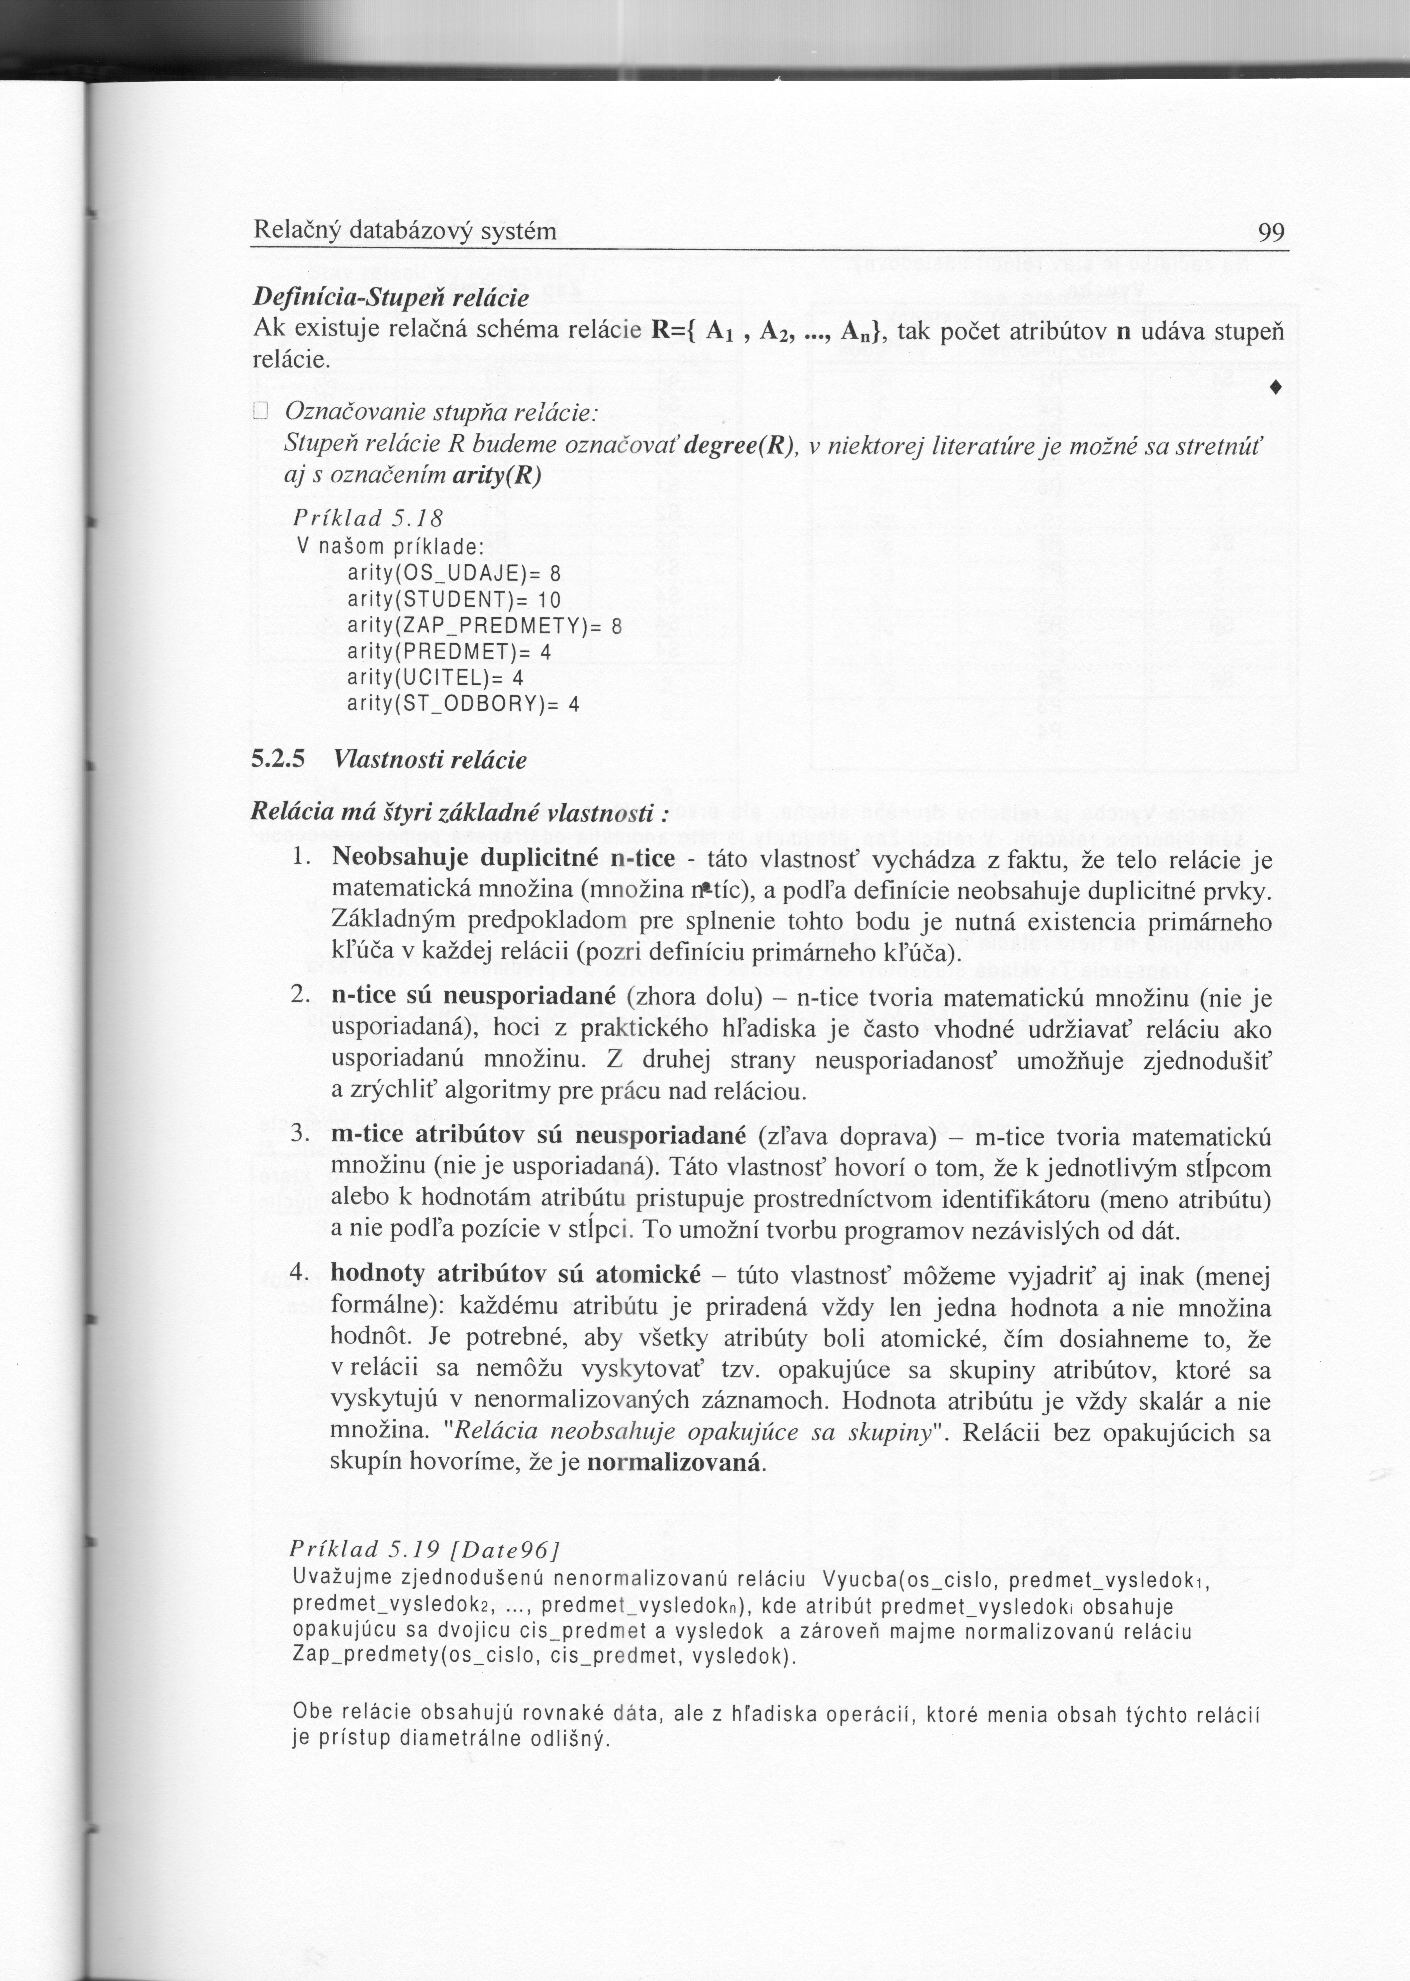 Relačný databázový systém 99
Definícia-Stupeň relácie
Ak existuje relačná schéma relácie R={ A1 , A2, ..., An}, tak počet atribútov n udáva stupeň
relácie.
♦
□ Označovanie stupňa relácie:
Stupeň relácie R budeme označovať degree(R), v niektorej literatúre je možné sa stretnúť
aj s označením arity(R)
Príklad 5.18
V našom príklade:
arity(OS_UDAJE)= 8
arity(STUDENT)= 10
arity(ZAP_PREDMETY)= 8
arity(PREDMET)= 4
arity(UCITEL)= 4
arity(ST_ODBORY)= 4
5.2.5 Vlastnosti relácie
Relácia má štyri základné vlastnosti :
1. Neobsahuje duplicitné n-tice - táto vlastnosť vychádza z faktu, že telo relácie je
matematická množina (množina n-tíc), a podľa definície neobsahuje duplicitné prvky.
Základným predpokladom pre splnenie tohto bodu je nutná existencia primárneho
kľúča v každej relácii (pozri definíciu primárneho kľúča).
2. n-tice sú neusporiadané (zhora dolu) – n-tice tvoria matematickú množinu (nie je
usporiadaná), hoci z praktického hľadiska je často vhodné udržiavať reláciu ako
usporiadanú množinu. Z druhej strany neusporiadanosť umožňuje zjednodušiť
a zrýchliť algoritmy pre prácu nad reláciou.
3. m-tice atribútov sú neusporiadané (zľava doprava) – m-tice tvoria matematickú
množinu (nie je usporiadaná). Táto vlastnosť hovorí o tom, že k jednotlivým stĺpcom
alebo k hodnotám atribútu pristupuje prostredníctvom identifikátoru (meno atribútu)
a nie podľa pozície v stĺpci. To umožní tvorbu programov nezávislých od dát.
4. hodnoty atribútov sú atomické – túto vlastnosť môžeme vyjadriť aj inak (menej
formálne): každému atribútu je priradená vždy len jedna hodnota a nie množina
hodnôt. Je potrebné, aby všetky atribúty boli atomické, čím dosiahneme to, že
v relácii sa nemôžu vyskytovať tzv. opakujúce sa skupiny atribútov, ktoré sa
vyskytujú v nenormalizovaných záznamoch. Hodnota atribútu je vždy skalár a nie
množina. "Relácia neobsahuje opakujúce sa skupiny". Relácii bez opakujúcich sa
skupín hovoríme, že je normalizovaná.
Príklad 5.19 [Date96]
Uvažujme zjednodušenú nenormalizovanú reláciu Vyucba(os_cislo, predmet_vysledok1,
predmet_vysledok2, ..., predmet_vysledokn), kde atribút predmet_vysledoki obsahuje
opakujúcu sa dvojicu cis_predmet a vysledok a zároveň majme normalizovanú reláciu
Zap_predmety(os_cislo, cis_predmet, vysledok).
Obe relácie obsahujú rovnaké dáta, ale z hľadiska operácií, ktoré menia obsah týchto relácií
je prístup diametrálne odlišný.